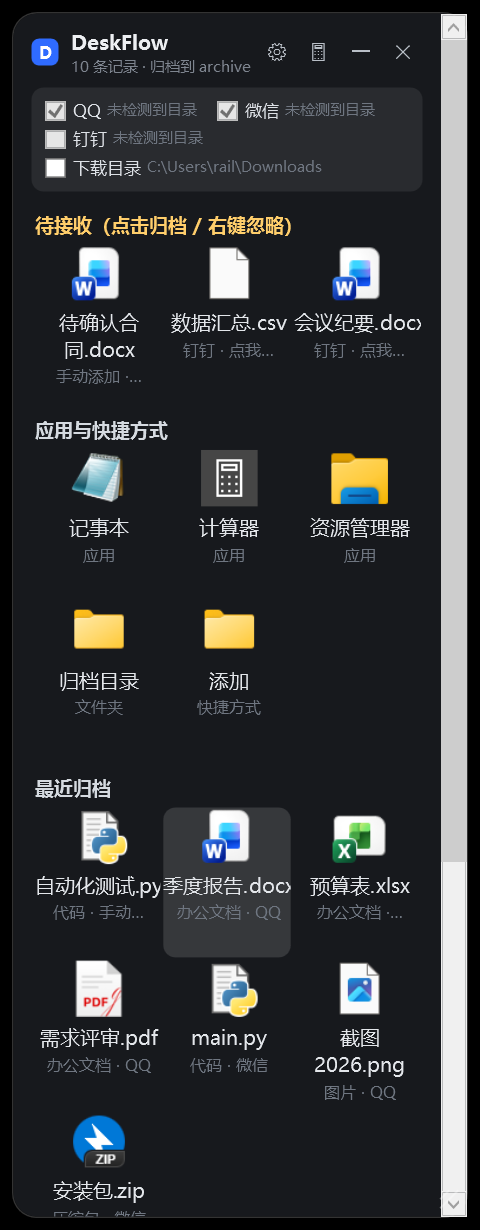 D DeskFlow
10 条记录 · 归档到 archive
QQ 未检测到目录 微信 未检测到目录
钉钉 未检测到目录
下载目录 C:\Users\rail\Downloads
待接收（点击归档 / 右键忽略）
待确认合同.docx 数据汇总.csv 会议纪要.docx
手动添加 ·... 钉钉 · 点我... 钉钉 · 点我...
应用与快捷方式
记事本 计算器 资源管理器
应用 应用 应用
归档目录 添加
文件夹 快捷方式
最近归档
自动化测试.py 季度报告.docx 预算表.xlsx
代码 · 手动... 办公文档 · QQ 办公文档 ·...
需求评审.pdf main.py 截图2026.png
办公文档 · QQ 代码 · 微信 图片 · QQ
安装包.zip
压缩包 · 微信